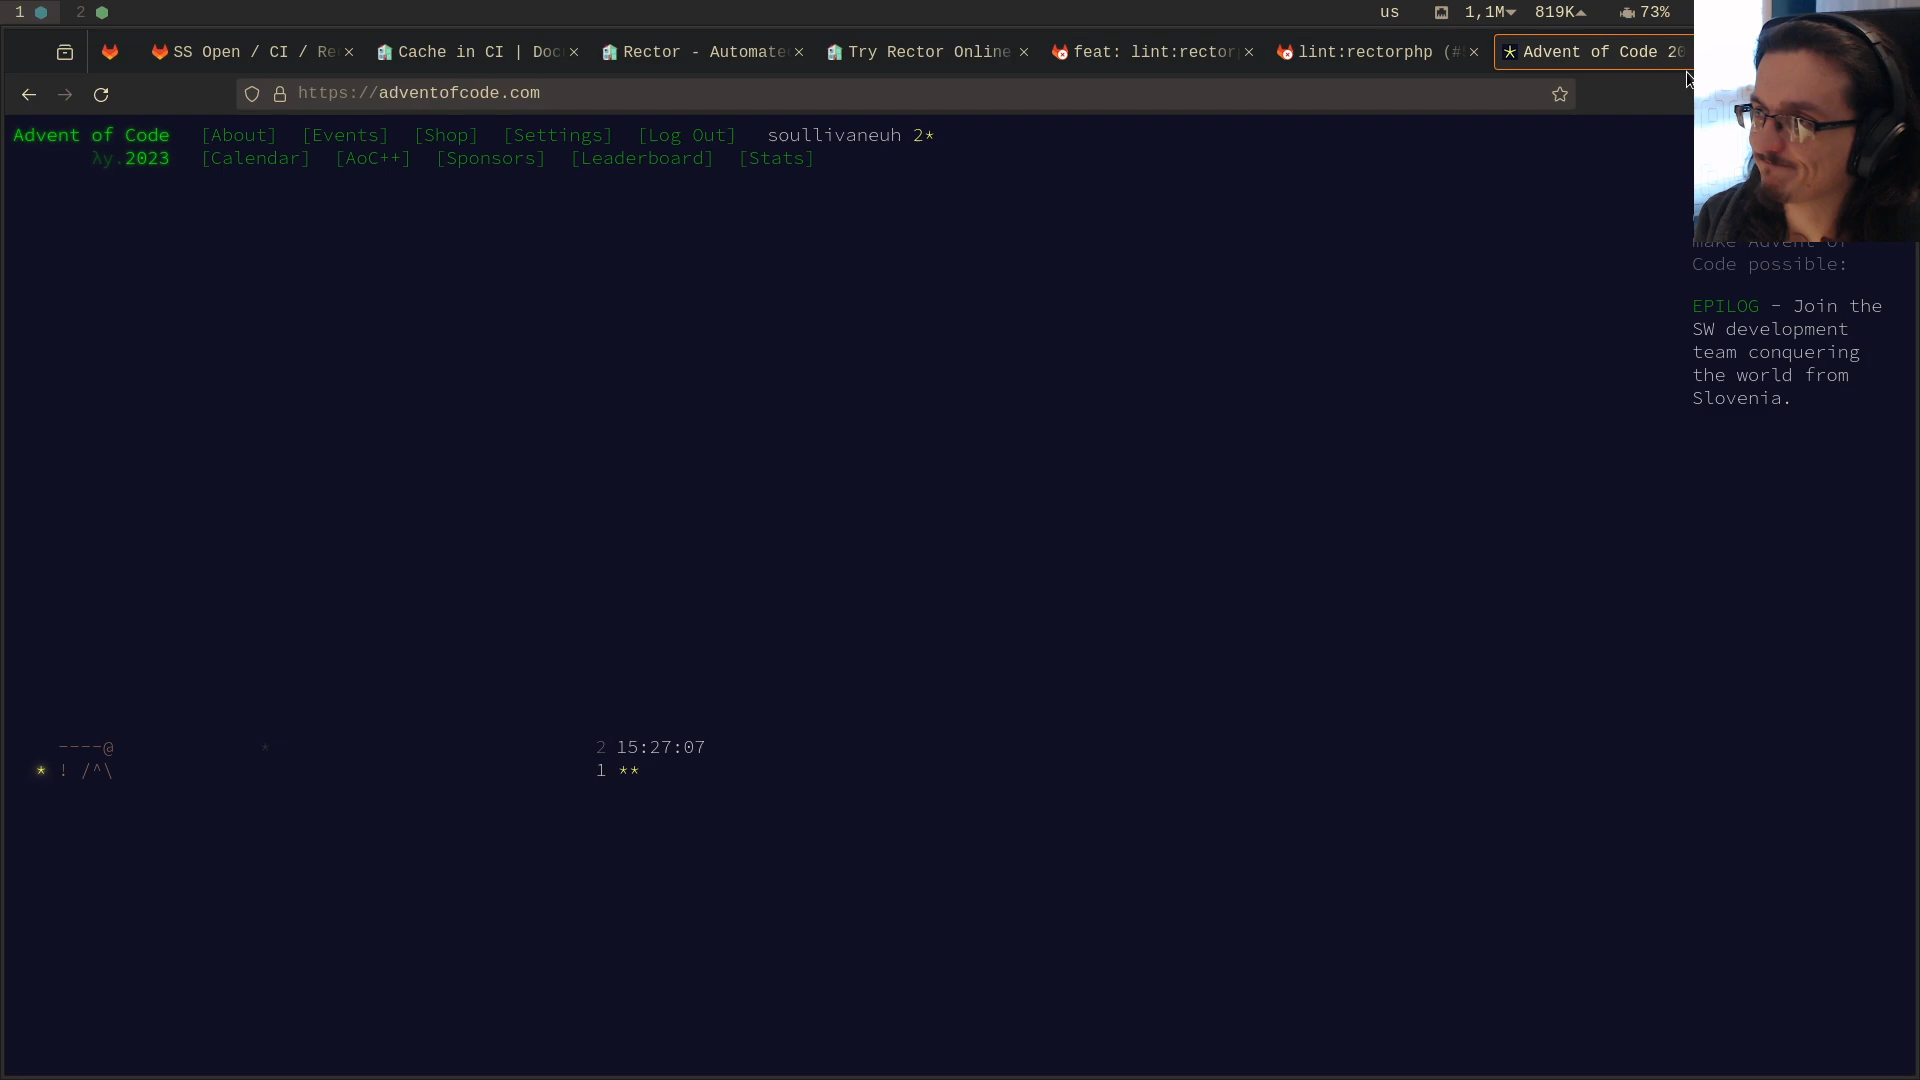 1 2 us 1,1M 819K 73%
SS Open / CI / Re Cache in CI | Doc Rector - Automate Try Rector Online feat: lint:rector lint:rectorphp (# Advent of Code 20
https://adventofcode.com
Advent of Code [About] [Events] [Shop] [Settings] [Log Out] soullivaneuh 2*
λy.2023 [Calendar] [AoC++] [Sponsors] [Leaderboard] [Stats]
make Advent of
Code possible:
EPILOG - Join the
SW development
team conquering
the world from
Slovenia.
----@ * 2 15:27:07
* ! /^\ 1 **